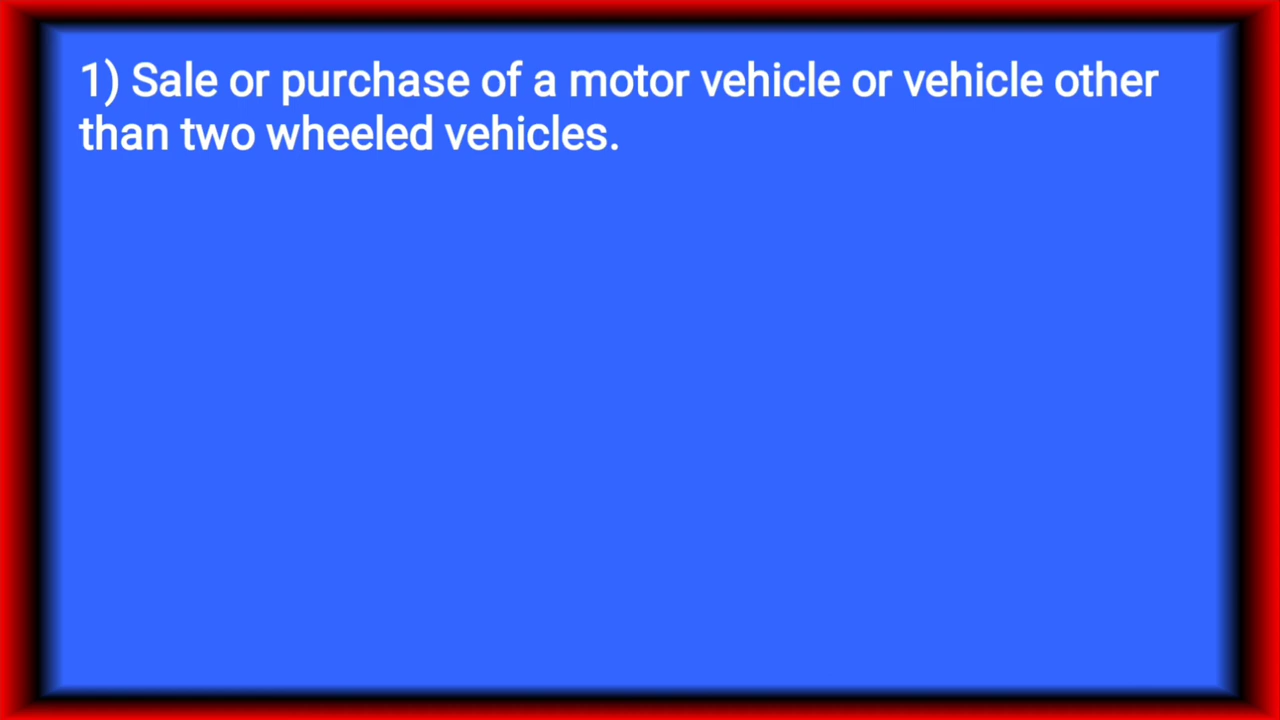 1) Sale or purchase of a motor vehicle or vehicle other
than two wheeled vehicles.